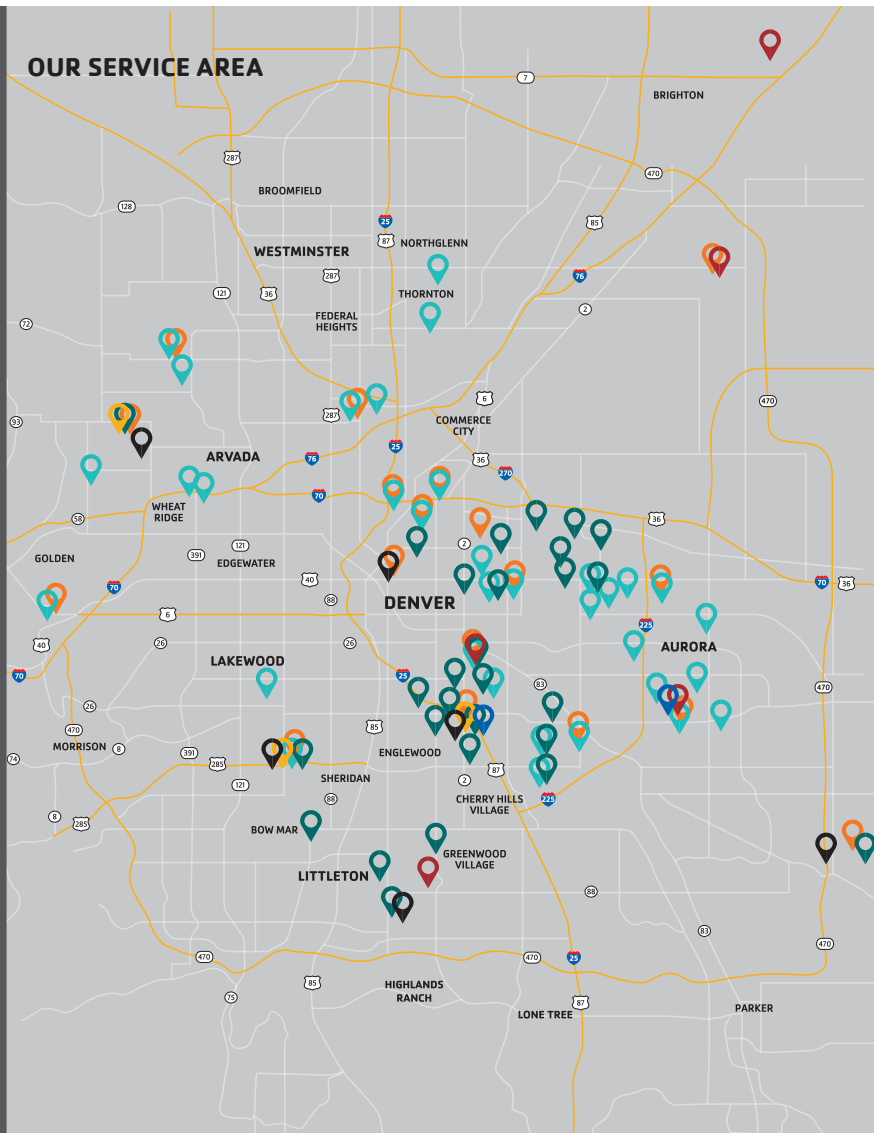 OUR SERVICE AREA
7
BRIGHTON
287
470
BROOMFIELD
128
25
85
87
NORTHGLENN
WESTMINSTER
287
76
121
36
THORNTON
2
FEDERAL
HEIGHTS
72
6
470
287
93
COMMERCE
CITY
25
ARVADA
76
36
270
70
WHEAT
RIDGE
58
36
2
121
391
GOLDEN
EDGEWATER
40
70
70
36
88
DENVER
6
225
40
26
26
AURORA
LAKEWOOD
70
25
83
470
26
85
470
MORRISON
8
391
ENGLEWOOD
74
285
87
SHERIDAN
2
121
88
CHERRY HILLS
VILLAGE
225
8
285
BOW MAR
GREENWOOD
VILLAGE
LITTLETON
88
83
470
470
470
25
85
HIGHLANDS
RANCH
75
87
LONE TREE
PARKER